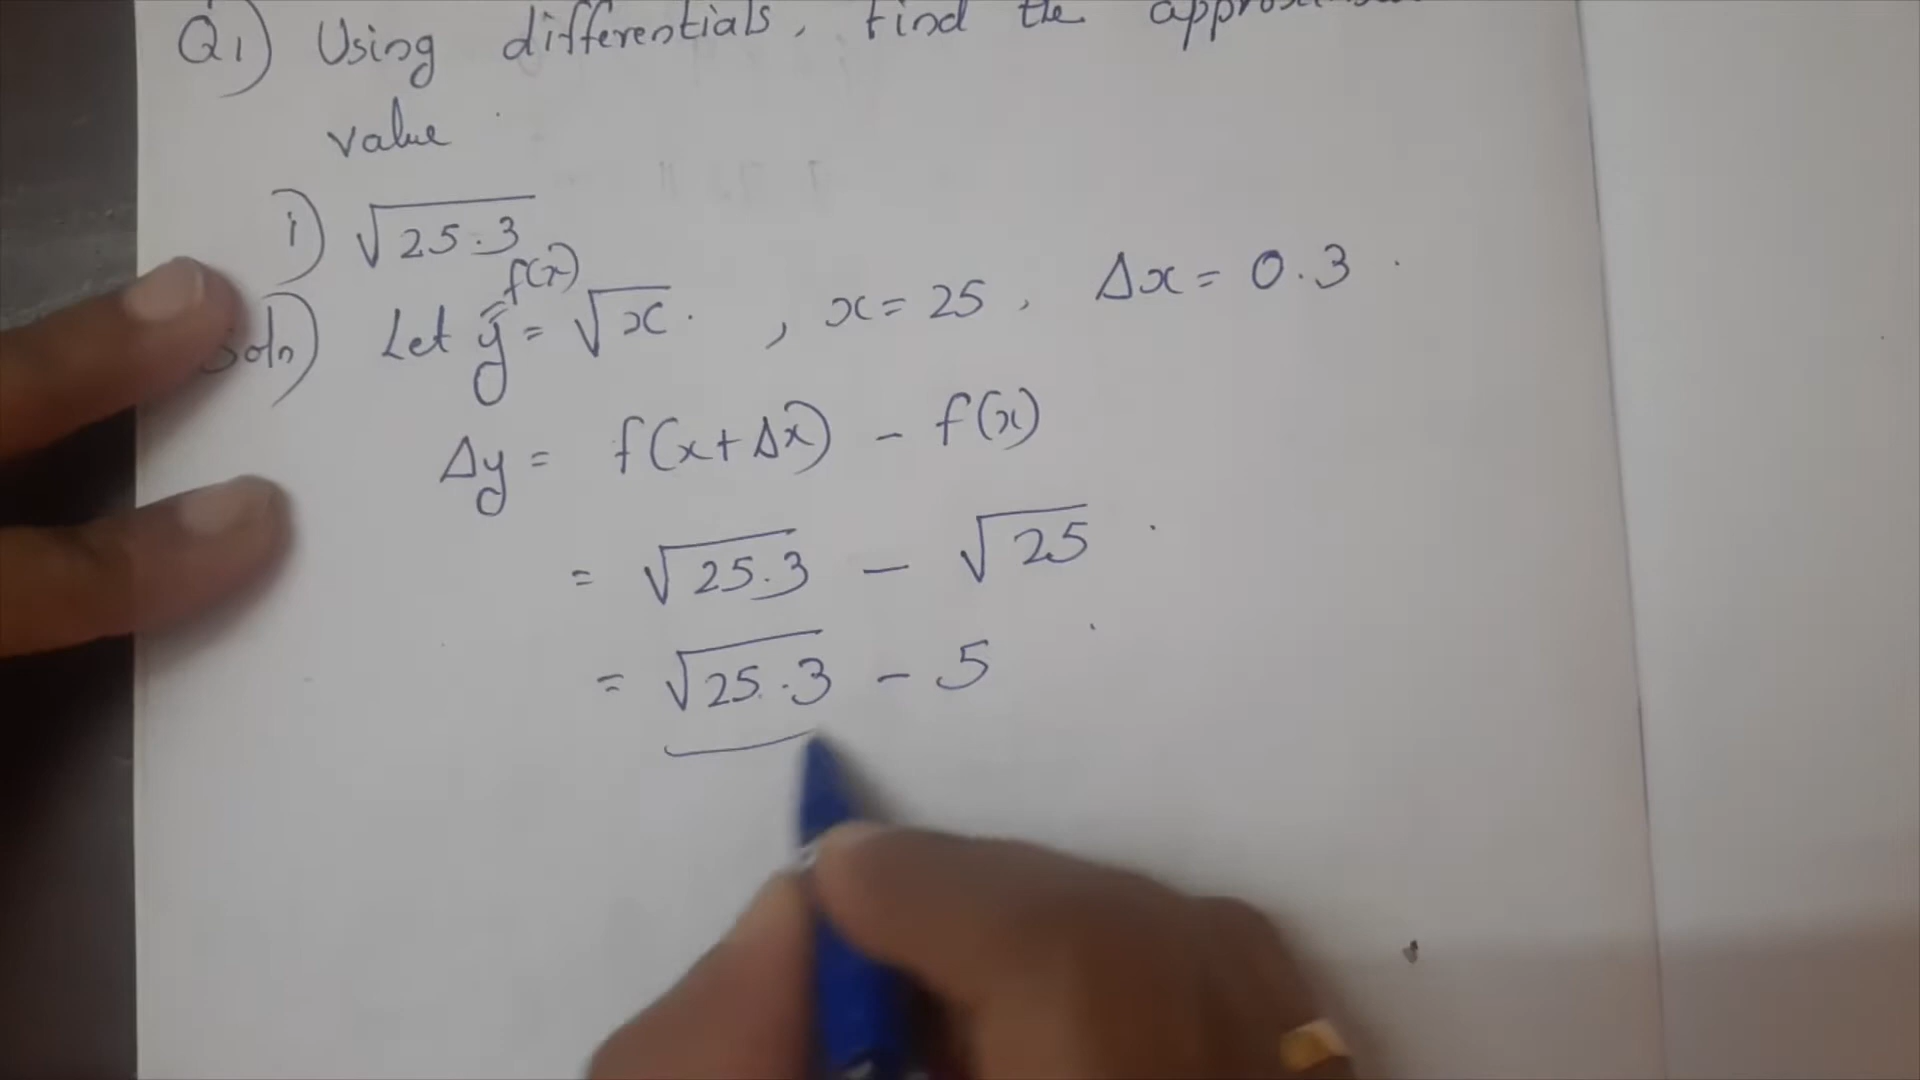 Q1) Using differentials, find the
value
i) √25.3
f(x)
Soln) Let y = √x. , x = 25, Δx = 0.3.
Δy = f(x+Δx) - f(x)
= √25.3 - √25
= √25.3 - 5